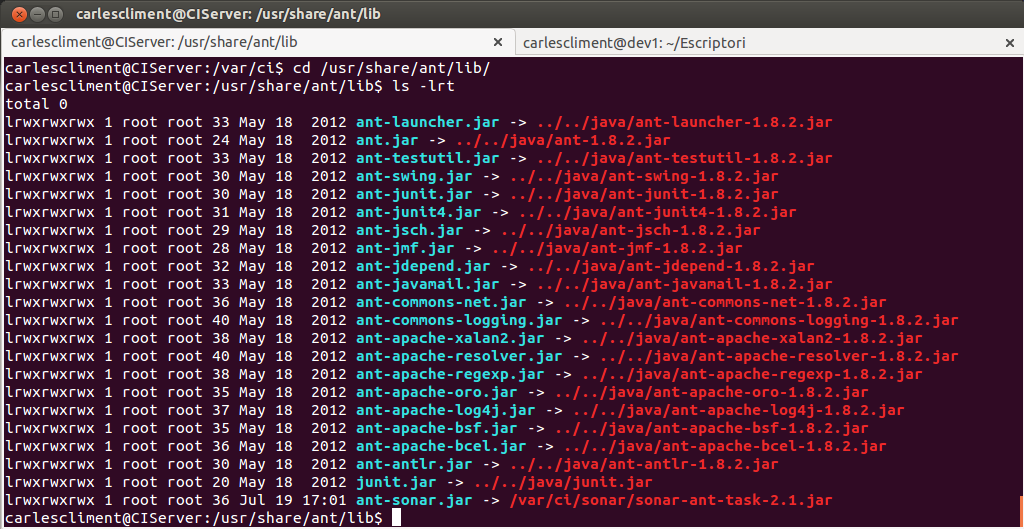 carlescliment@CIServer: /usr/share/ant/lib
carlescliment@CIServer: /usr/share/ant/lib × carlescliment@dev1: ~/Escriptori ×
carlescliment@CIServer:/var/ci$ cd /usr/share/ant/lib/
carlescliment@CIServer:/usr/share/ant/lib$ ls -lrt
total 0
lrwxrwxrwx 1 root root 33 May 18  2012 ant-launcher.jar -> ../../java/ant-launcher-1.8.2.jar
lrwxrwxrwx 1 root root 24 May 18  2012 ant.jar -> ../../java/ant-1.8.2.jar
lrwxrwxrwx 1 root root 33 May 18  2012 ant-testutil.jar -> ../../java/ant-testutil-1.8.2.jar
lrwxrwxrwx 1 root root 30 May 18  2012 ant-swing.jar -> ../../java/ant-swing-1.8.2.jar
lrwxrwxrwx 1 root root 30 May 18  2012 ant-junit.jar -> ../../java/ant-junit-1.8.2.jar
lrwxrwxrwx 1 root root 31 May 18  2012 ant-junit4.jar -> ../../java/ant-junit4-1.8.2.jar
lrwxrwxrwx 1 root root 29 May 18  2012 ant-jsch.jar -> ../../java/ant-jsch-1.8.2.jar
lrwxrwxrwx 1 root root 28 May 18  2012 ant-jmf.jar -> ../../java/ant-jmf-1.8.2.jar
lrwxrwxrwx 1 root root 32 May 18  2012 ant-jdepend.jar -> ../../java/ant-jdepend-1.8.2.jar
lrwxrwxrwx 1 root root 33 May 18  2012 ant-javamail.jar -> ../../java/ant-javamail-1.8.2.jar
lrwxrwxrwx 1 root root 36 May 18  2012 ant-commons-net.jar -> ../../java/ant-commons-net-1.8.2.jar
lrwxrwxrwx 1 root root 40 May 18  2012 ant-commons-logging.jar -> ../../java/ant-commons-logging-1.8.2.jar
lrwxrwxrwx 1 root root 38 May 18  2012 ant-apache-xalan2.jar -> ../../java/ant-apache-xalan2-1.8.2.jar
lrwxrwxrwx 1 root root 40 May 18  2012 ant-apache-resolver.jar -> ../../java/ant-apache-resolver-1.8.2.jar
lrwxrwxrwx 1 root root 38 May 18  2012 ant-apache-regexp.jar -> ../../java/ant-apache-regexp-1.8.2.jar
lrwxrwxrwx 1 root root 35 May 18  2012 ant-apache-oro.jar -> ../../java/ant-apache-oro-1.8.2.jar
lrwxrwxrwx 1 root root 37 May 18  2012 ant-apache-log4j.jar -> ../../java/ant-apache-log4j-1.8.2.jar
lrwxrwxrwx 1 root root 35 May 18  2012 ant-apache-bsf.jar -> ../../java/ant-apache-bsf-1.8.2.jar
lrwxrwxrwx 1 root root 36 May 18  2012 ant-apache-bcel.jar -> ../../java/ant-apache-bcel-1.8.2.jar
lrwxrwxrwx 1 root root 30 May 18  2012 ant-antlr.jar -> ../../java/ant-antlr-1.8.2.jar
lrwxrwxrwx 1 root root 20 May 18  2012 junit.jar -> ../../java/junit.jar
lrwxrwxrwx 1 root root 36 Jul 19 17:01 ant-sonar.jar -> /var/ci/sonar/sonar-ant-task-2.1.jar
carlescliment@CIServer:/usr/share/ant/lib$